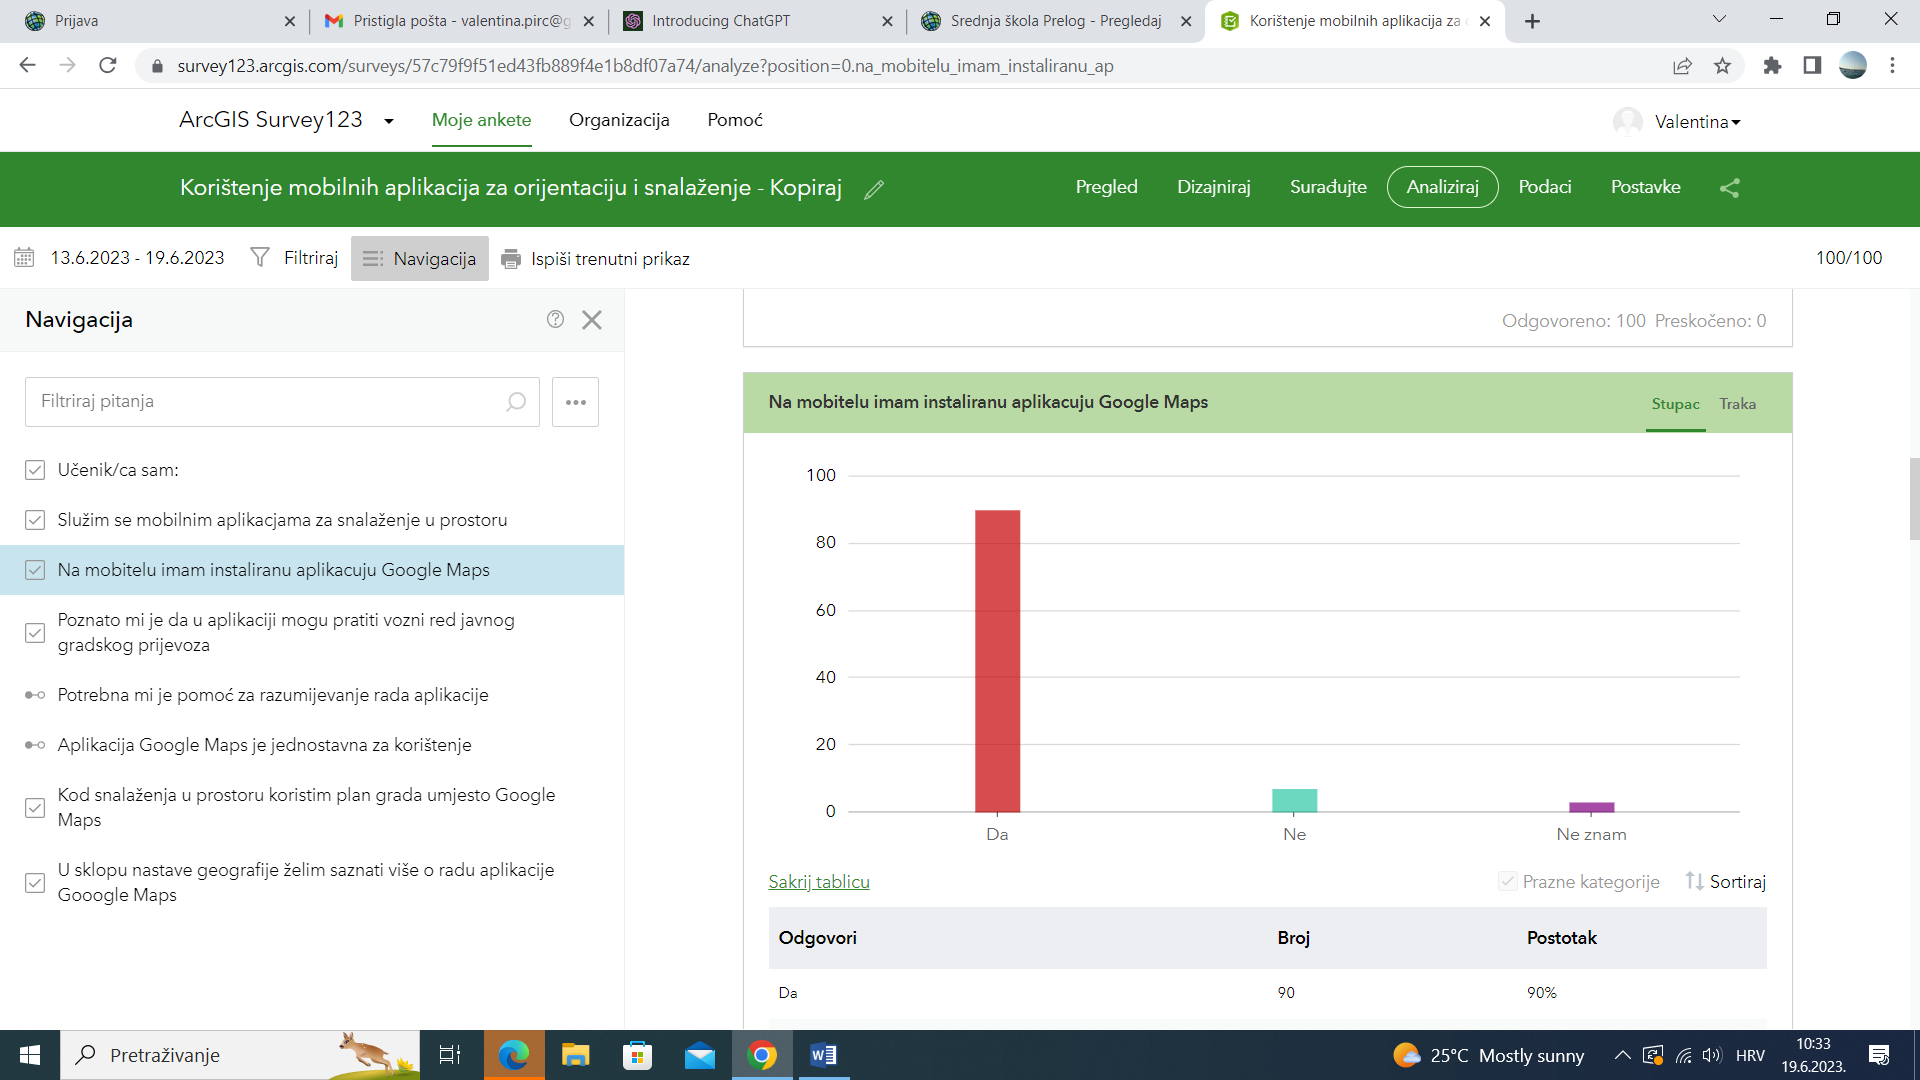 Prijava
Pristigla pošta - valentina.pirc@g
Introducing ChatGPT
Srednja škola Prelog - Pregledaj
Korištenje mobilnih aplikacija za o
survey123.arcgis.com/surveys/57c79f9f51ed43fb889f4e1b8df07a74/analyze?position=0.na_mobitelu_imam_instaliranu_ap
ArcGIS Survey123
Moje ankete
Organizacija
Pomoć
Valentina
Korištenje mobilnih aplikacija za orijentaciju i snalaženje - Kopiraj
Pregled
Dizajniraj
Surađujte
Analiziraj
Podaci
Postavke
13.6.2023 - 19.6.2023
Filtriraj
Navigacija
Ispiši trenutni prikaz
100/100
Navigacija
Filtriraj pitanja
Učenik/ca sam:
Služim se mobilnim aplikacjama za snalaženje u prostoru
Na mobitelu imam instaliranu aplikacuju Google Maps
Poznato mi je da u aplikaciji mogu pratiti vozni red javnog
gradskog prijevoza
Potrebna mi je pomoć za razumijevanje rada aplikacije
Aplikacija Google Maps je jednostavna za korištenje
Kod snalaženja u prostoru koristim plan grada umjesto Google
Maps
U sklopu nastave geografije želim saznati više o radu aplikacije
Gooogle Maps
Odgovoreno: 100 Preskočeno: 0
Na mobitelu imam instaliranu aplikacuju Google Maps
Stupac
Traka
100
80
60
40
20
0
Da
Ne
Ne znam
Sakrij tablicu
Prazne kategorije
Sortiraj
Odgovori Broj Postotak
Da 90 90%
Pretraživanje
W
25°C Mostly sunny
HRV
10:33
19.6.2023.